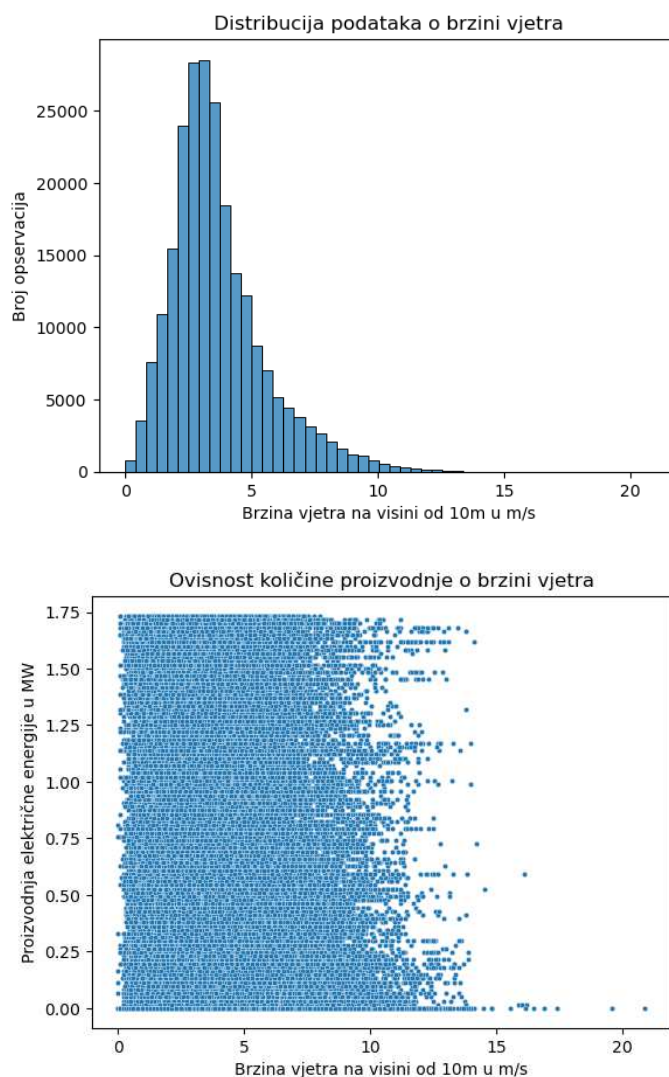 Distribucija podataka o brzini vjetra
Broj opservacija
25000
20000
15000
10000
5000
0
0 5 10 15 20
Brzina vjetra na visini od 10m u m/s
Ovisnost količine proizvodnje o brzini vjetra
Proizvodnja električne energije u MW
1.75
1.50
1.25
1.00
0.75
0.50
0.25
0.00
0 5 10 15 20
Brzina vjetra na visini od 10m u m/s